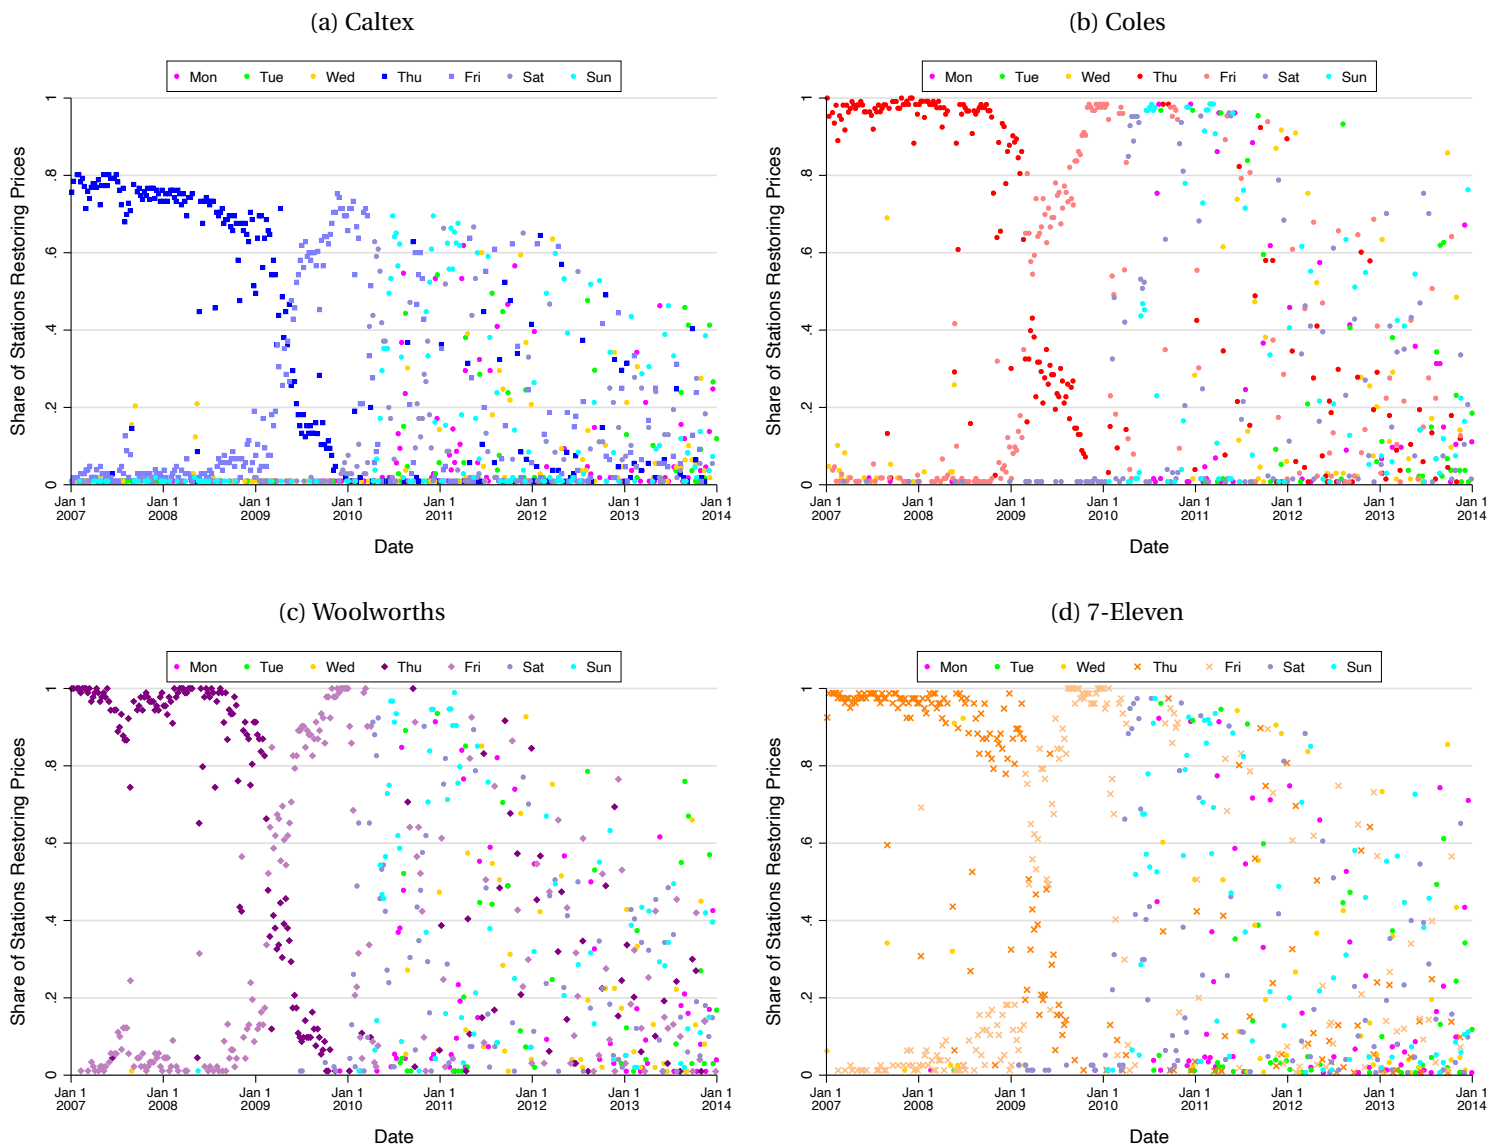 (a) Caltex
Mon Tue Wed Thu Fri Sat Sun
Share of Stations Restoring Prices
1
.8
.6
.4
.2
0
Jan 1 2007
Jan 1 2008
Jan 1 2009
Jan 1 2010
Jan 1 2011
Jan 1 2012
Jan 1 2013
Jan 1 2014
Date
(b) Coles
Mon Tue Wed Thu Fri Sat Sun
Share of Stations Restoring Prices
1
.8
.6
.4
.2
0
Jan 1 2007
Jan 1 2008
Jan 1 2009
Jan 1 2010
Jan 1 2011
Jan 1 2012
Jan 1 2013
Jan 1 2014
Date
(c) Woolworths
Mon Tue Wed Thu Fri Sat Sun
Share of Stations Restoring Prices
1
.8
.6
.4
.2
0
Jan 1 2007
Jan 1 2008
Jan 1 2009
Jan 1 2010
Jan 1 2011
Jan 1 2012
Jan 1 2013
Jan 1 2014
Date
(d) 7-Eleven
Mon Tue Wed Thu Fri Sat Sun
Share of Stations Restoring Prices
1
.8
.6
.4
.2
0
Jan 1 2007
Jan 1 2008
Jan 1 2009
Jan 1 2010
Jan 1 2011
Jan 1 2012
Jan 1 2013
Jan 1 2014
Date